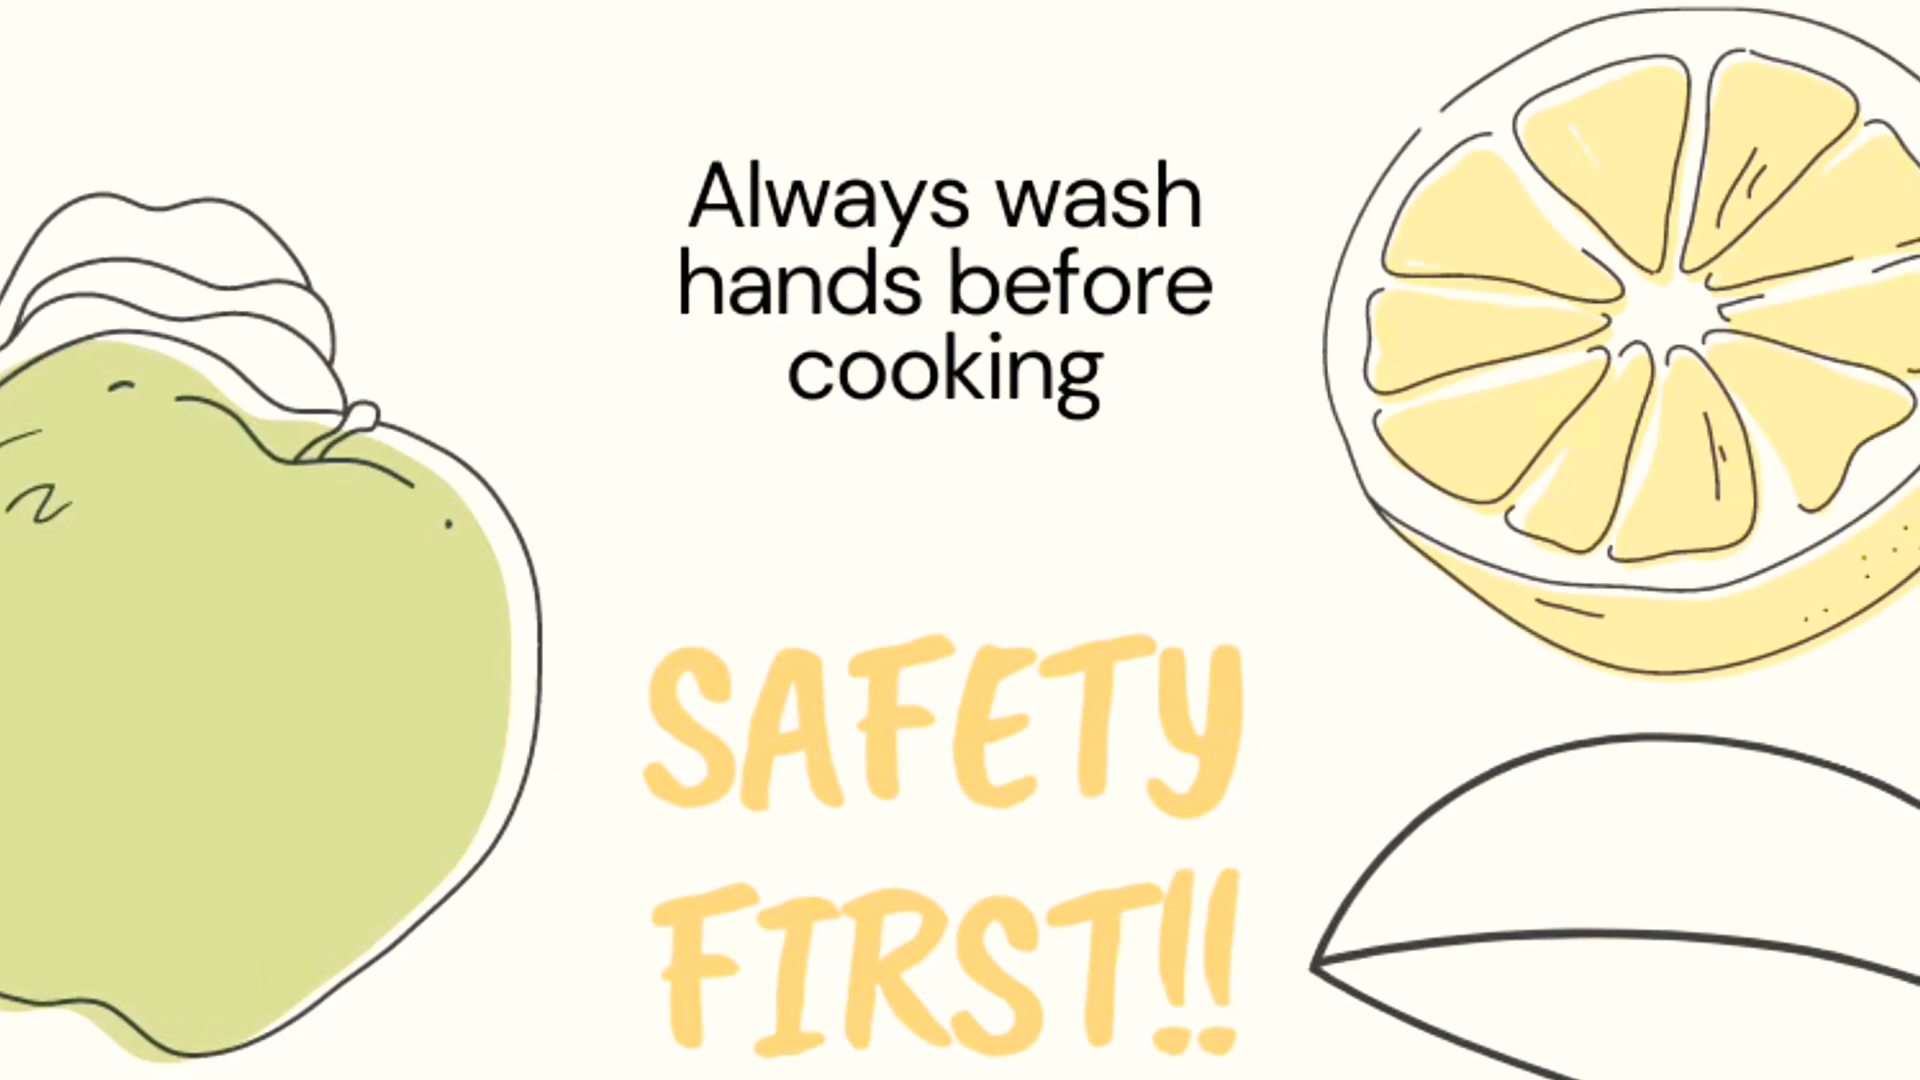 Always wash
hands before
cooking
SAFETY
FIRST!!